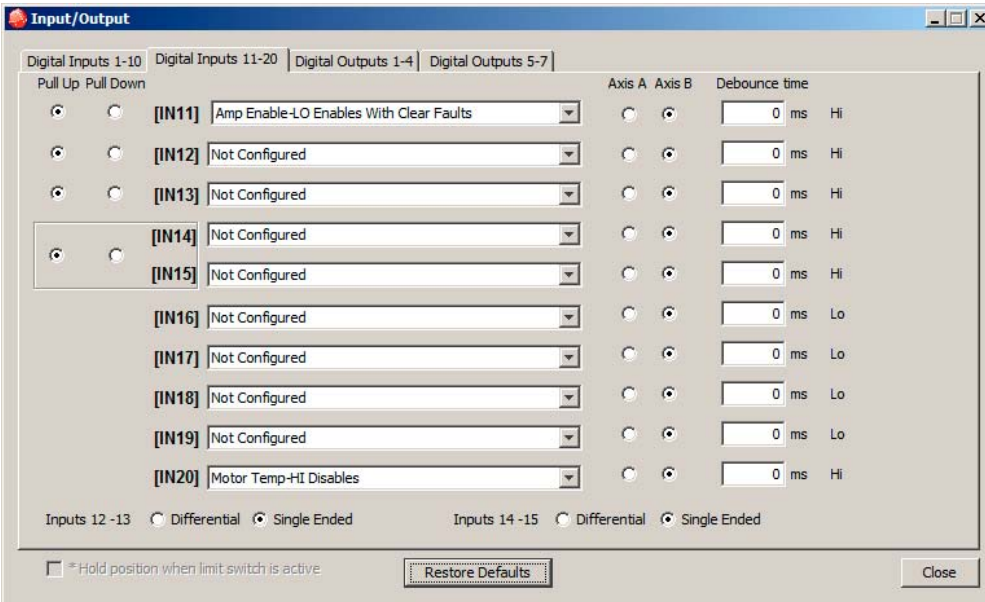 Input/Output
Digital Inputs 1-10 Digital Inputs 11-20 Digital Outputs 1-4 Digital Outputs 5-7
Pull Up Pull Down Axis A Axis B Debounce time
[IN11] Amp Enable-LO Enables With Clear Faults 0 ms Hi
[IN12] Not Configured 0 ms Hi
[IN13] Not Configured 0 ms Hi
[IN14] Not Configured 0 ms Hi
[IN15] Not Configured 0 ms Hi
[IN16] Not Configured 0 ms Lo
[IN17] Not Configured 0 ms Lo
[IN18] Not Configured 0 ms Lo
[IN19] Not Configured 0 ms Lo
[IN20] Motor Temp-HI Disables 0 ms Hi
Inputs 12 -13 Differential Single Ended Inputs 14 -15 Differential Single Ended
* Hold position when limit switch is active Restore Defaults Close